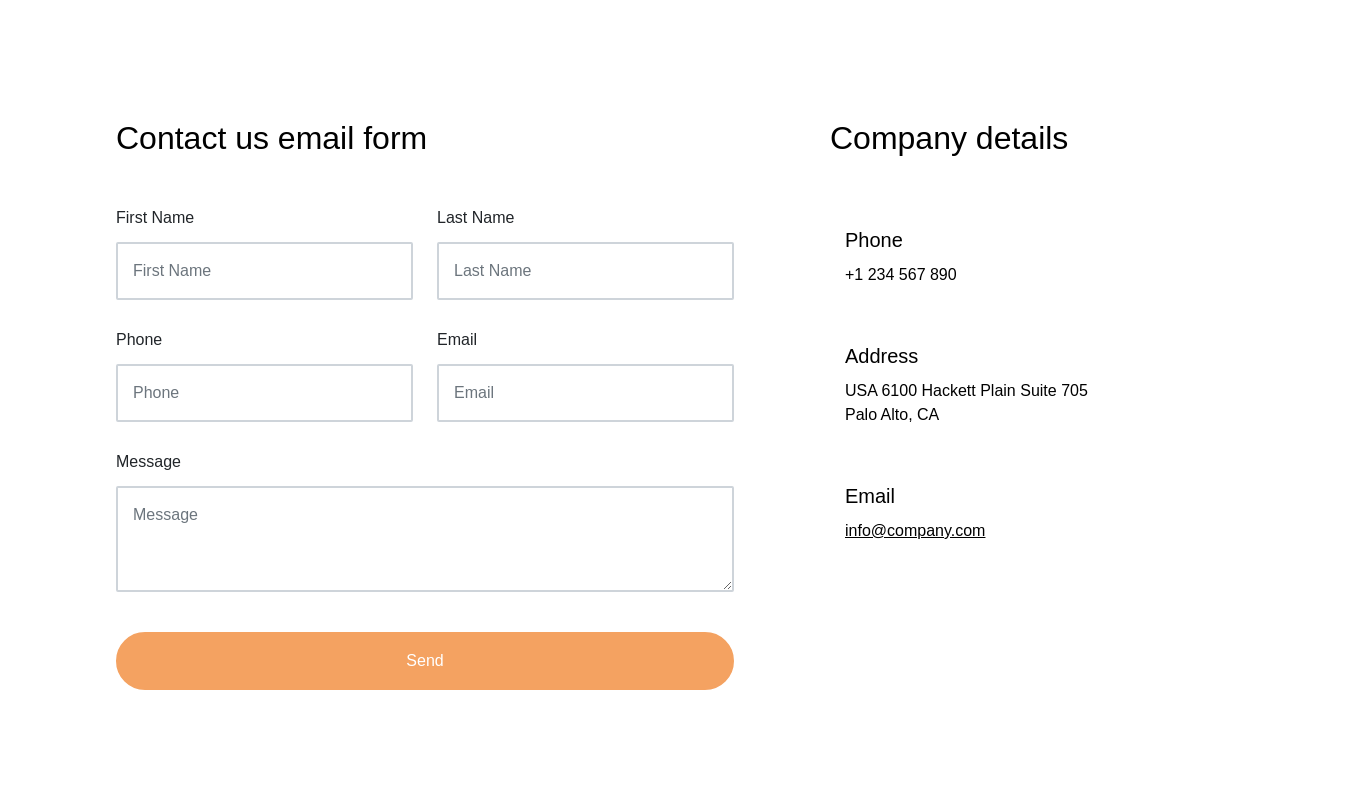 Contact us email form
First Name
Last Name
First Name
Last Name
Phone
Email
Phone
Email
Message
Message
Send
Company details
Phone
+1 234 567 890
Address
USA 6100 Hackett Plain Suite 705
Palo Alto, CA
Email
info@company.com